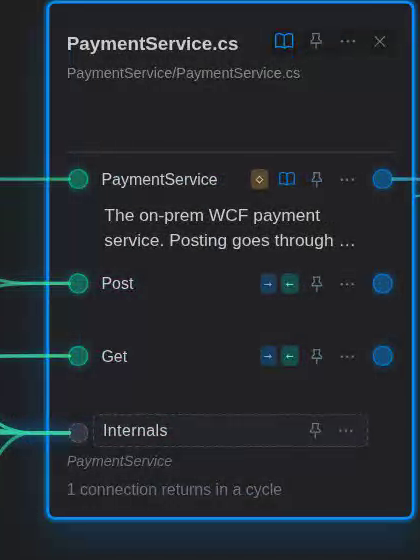 PaymentService.cs
PaymentService/PaymentService.cs
PaymentService
The on-prem WCF payment
service. Posting goes through …
Post
Get
Internals
PaymentService
1 connection returns in a cycle